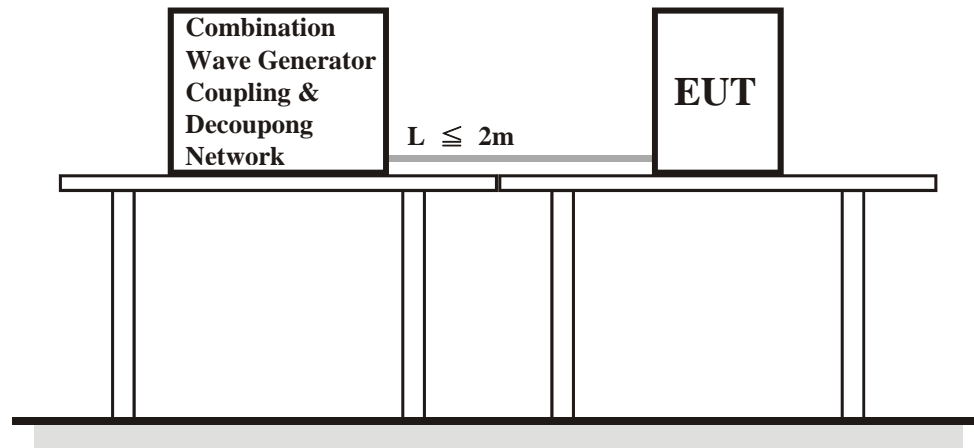 Combination
Wave Generator
Coupling &
Decoupong
Network
L ≦ 2m
EUT